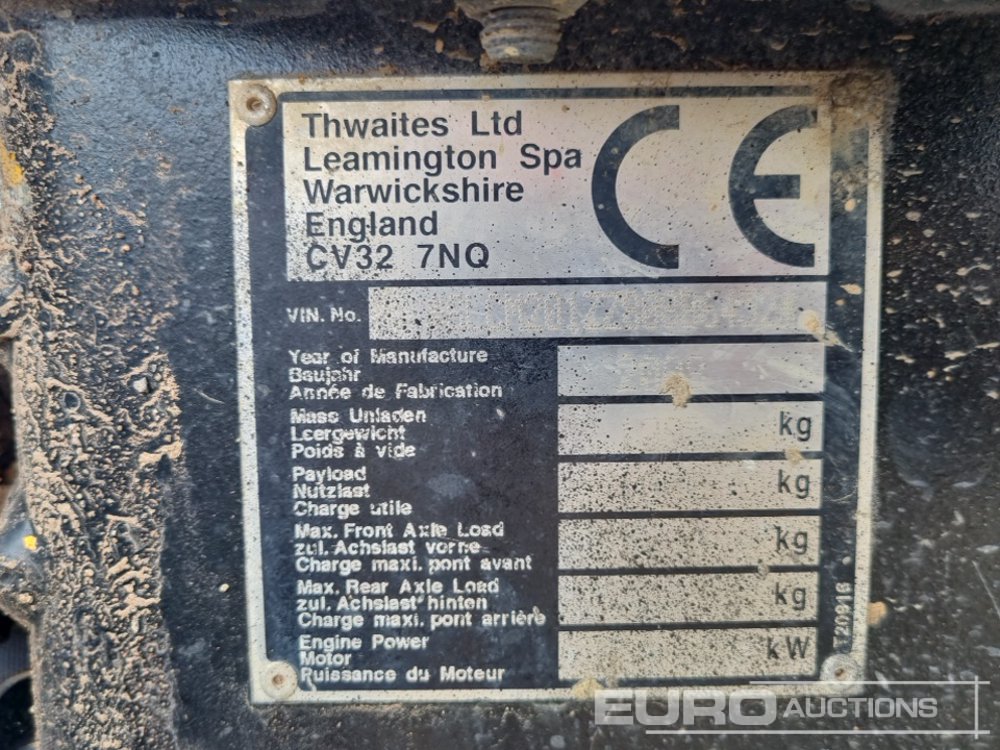 Thwaites Ltd
Leamington Spa
Warwickshire
England
CV32 7NQ
CE
VIN. No.
Year of Manufacture
Baujahr
Année de Fabrication
Mass Unladen
Leergewicht
Poids à vide
kg
Payload
Nutzlast
Charge utile
kg
Max. Front Axle Load
zul. Achslast vorne
Charge maxi. pont avant
kg
Max. Rear Axle Load
zul. Achslast hinten
Charge maxi. pont arrière
kg
Engine Power
Motor
Puissance du Moteur
kW
EURO AUCTIONS